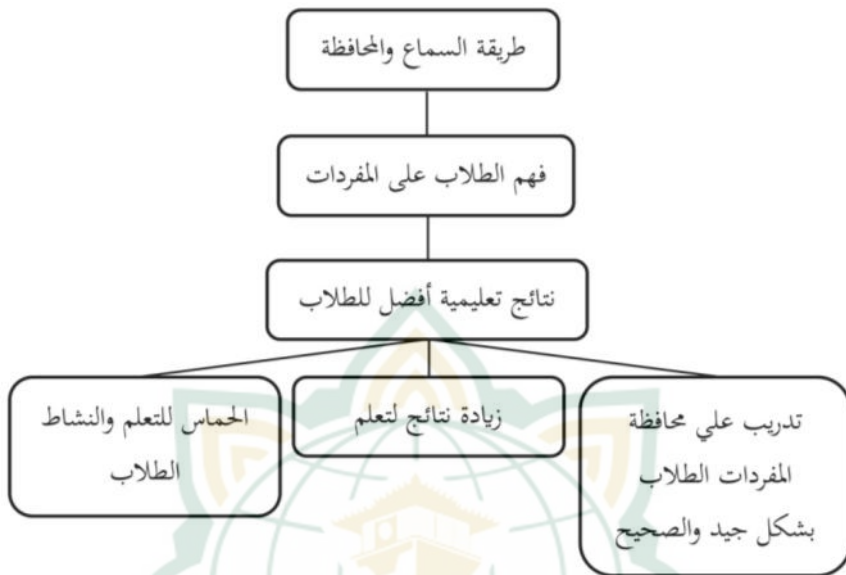 طريقة السماع والمحافظة
فهم الطلاب على المفردات
نتائج تعليمية أفضل للطلاب
تدريب علي محافظة
المفردات الطلاب
بشكل جيد والصحيح
زيادة نتائج لتعلم
الحماس للتعلم والنشاط
الطلاب